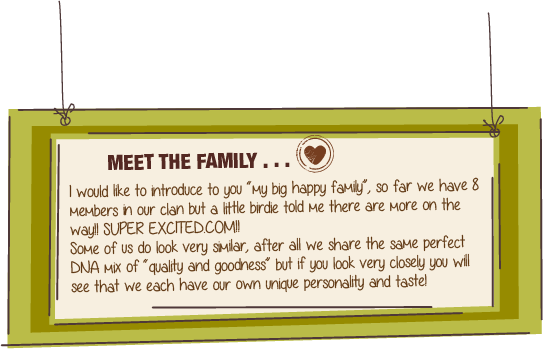 MEET THE FAMILY . . .
I would like to introduce to you "my big happy family", so far we have 8
members in our clan but a little birdie told me there are more on the
way!! SUPER EXCITED.COM!!
Some of us do look very similar, after all we share the same perfect
DNA mix of "quality and goodness" but if you look very closely you will
see that we each have our own unique personality and taste!